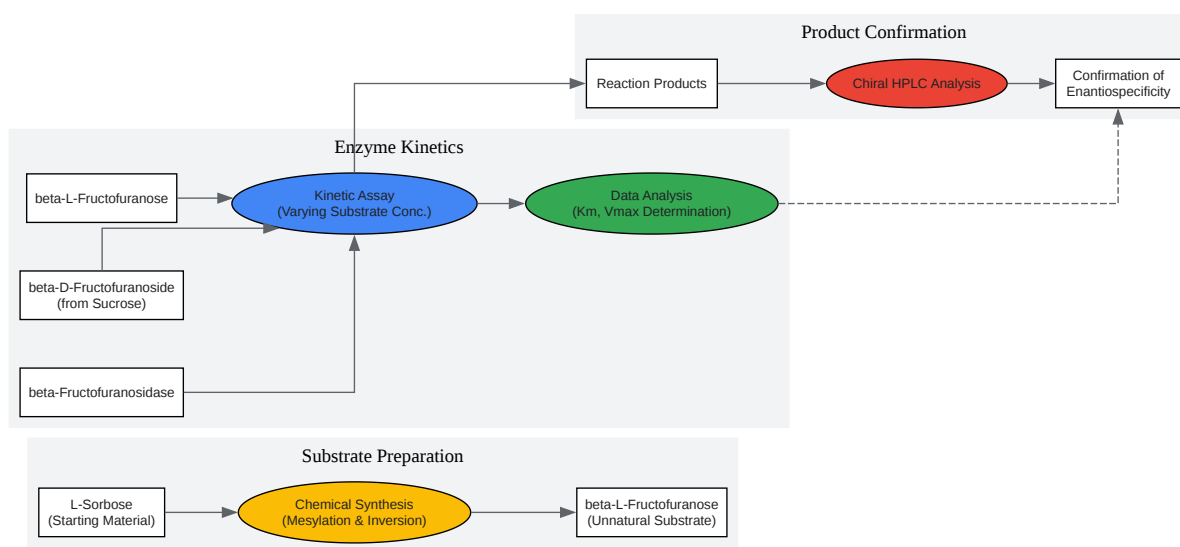 Product Confirmation
Reaction Products
Chiral HPLC Analysis
Confirmation of
Enantiospecificity
Enzyme Kinetics
beta-L-Fructofuranose
Kinetic Assay
(Varying Substrate Conc.)
Data Analysis
(Km, Vmax Determination)
beta-D-Fructofuranoside
(from Sucrose)
beta-Fructofuranosidase
Substrate Preparation
L-Sorbose
(Starting Material)
Chemical Synthesis
(Mesylation & Inversion)
beta-L-Fructofuranose
(Unnatural Substrate)